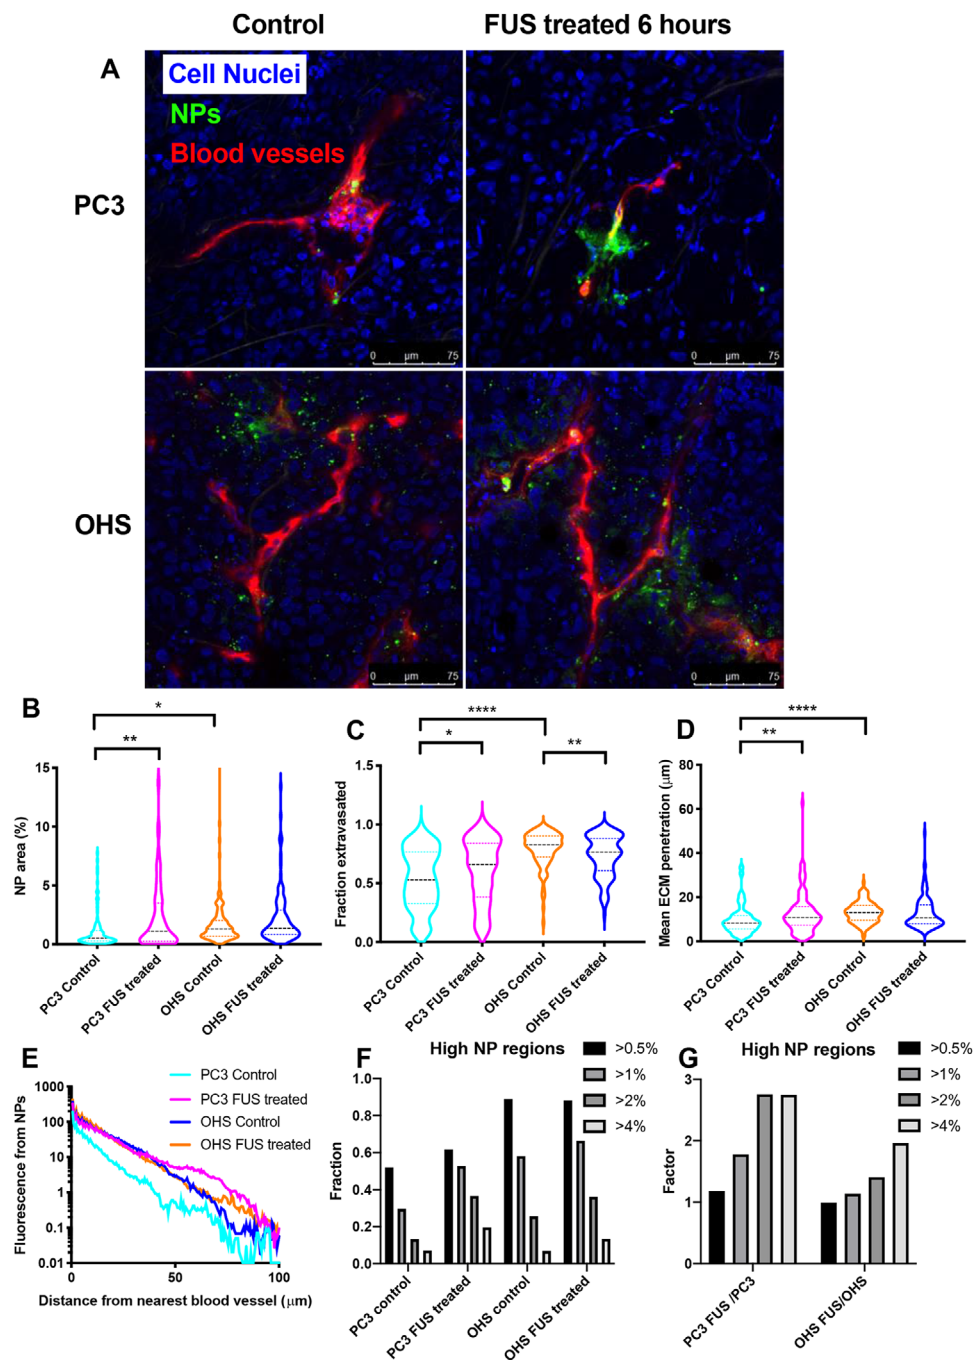 Control FUS treated 6 hours
A
Cell Nuclei
NPs
Blood vessels
PC3
0 µm 75
0 µm 75
OHS
0 µm 75
0 µm 75
B
*
**
15
10
5
0
NP area (%)
PC3 Control
PC3 FUS treated
OHS Control
OHS FUS treated
C
****
*
**
1.5
1.0
0.5
0.0
Fraction extravasated
PC3 Control
PC3 FUS treated
OHS Control
OHS FUS treated
D
****
**
80
60
40
20
0
Mean ECM penetration (µm)
PC3 Control
PC3 FUS treated
OHS Control
OHS FUS treated
E
PC3 Control
PC3 FUS treated
OHS Control
OHS FUS treated
1000
100
10
1
0.1
0.01
Fluorescence from NPs
0 50 100
Distance from nearest blood vessel (µm)
F
High NP regions
>0.5%
>1%
>2%
>4%
1.0
0.8
0.6
0.4
0.2
0.0
Fraction
PC3 control
PC3 FUS treated
OHS control
OHS FUS treated
G
High NP regions
>0.5%
>1%
>2%
>4%
3
2
1
0
Factor
PC3 FUS /PC3
OHS FUS/OHS